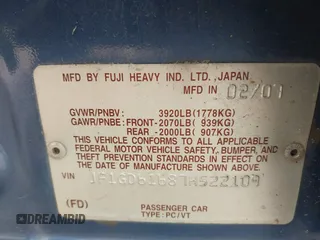 MFD BY FUJI HEAVY IND. LTD.,JAPAN
MFD IN 02/07
GVWR/PNBV: 3920LB(1778KG)
GAWR/PNBE: FRONT-2070LB( 939KG)
REAR -2000LB( 907KG)
THIS VEHICLE CONFORMS TO ALL APPLICABLE
FEDERAL MOTOR VEHICLE SAFETY, BUMPER, AND
THEFT PREVENTION STANDARDS IN EFFECT ON THE
DATE OF MANUFACTURE SHOWN ABOVE.
VIN
(FD) PASSENGER CAR
TYPE:PC/VT
DREAMBID